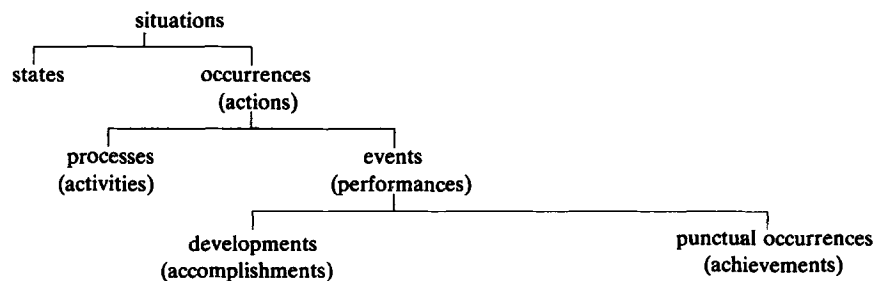 situations
states occurrences
(actions)
processes events
(activities) (performances)
developments punctual occurrences
(accomplishments) (achievements)